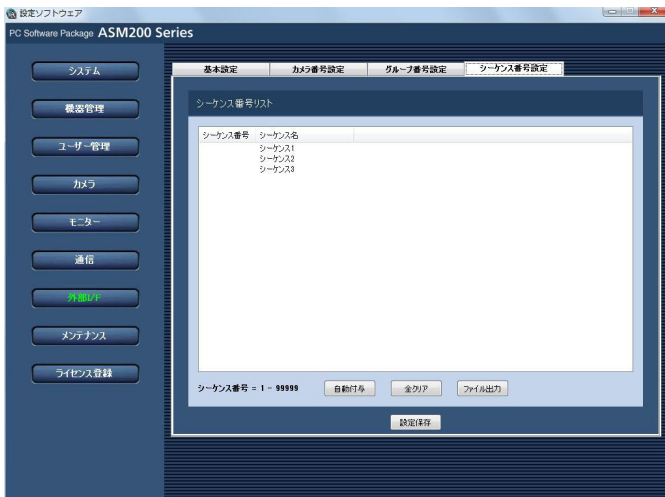 設定ソフトウェア
PC Software Package ASM200 Series
システム
機器管理
ユーザー管理
カメラ
モニター
通信
外部I/F
メンテナンス
ライセンス登録
基本設定 カメラ番号設定 グループ番号設定 シーケンス番号設定
シーケンス番号リスト
シーケンス番号 シーケンス名
シーケンス1
シーケンス2
シーケンス3
シーケンス番号 = 1 - 99999 自動付与 全クリア ファイル出力
設定保存